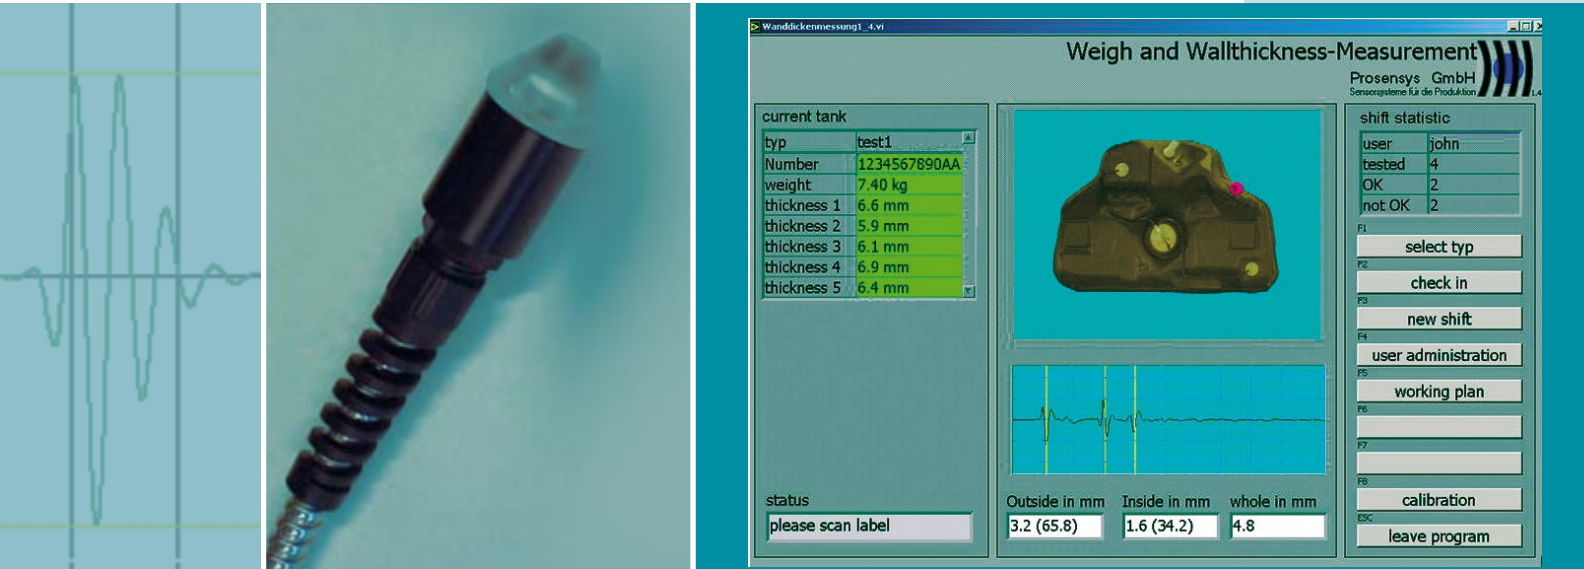 Wanddickenmessung1_4.vi
Weigh and Wallthickness-Measurement
Prosensys GmbH
Sensorsysteme für die Produktion
1.4
current tank
typ test1
Number 1234567890AA
weight 7.40 kg
thickness 1 6.6 mm
thickness 2 5.9 mm
thickness 3 6.1 mm
thickness 4 6.9 mm
thickness 5 6.4 mm
status
please scan label
Outside in mm Inside in mm whole in mm
3.2 (65.8) 1.6 (34.2) 4.8
shift statistic
user john
tested 4
OK 2
not OK 2
F1
select typ
F2
check in
F3
new shift
F4
user administration
F5
working plan
F6
F7
F8
calibration
ESC
leave program